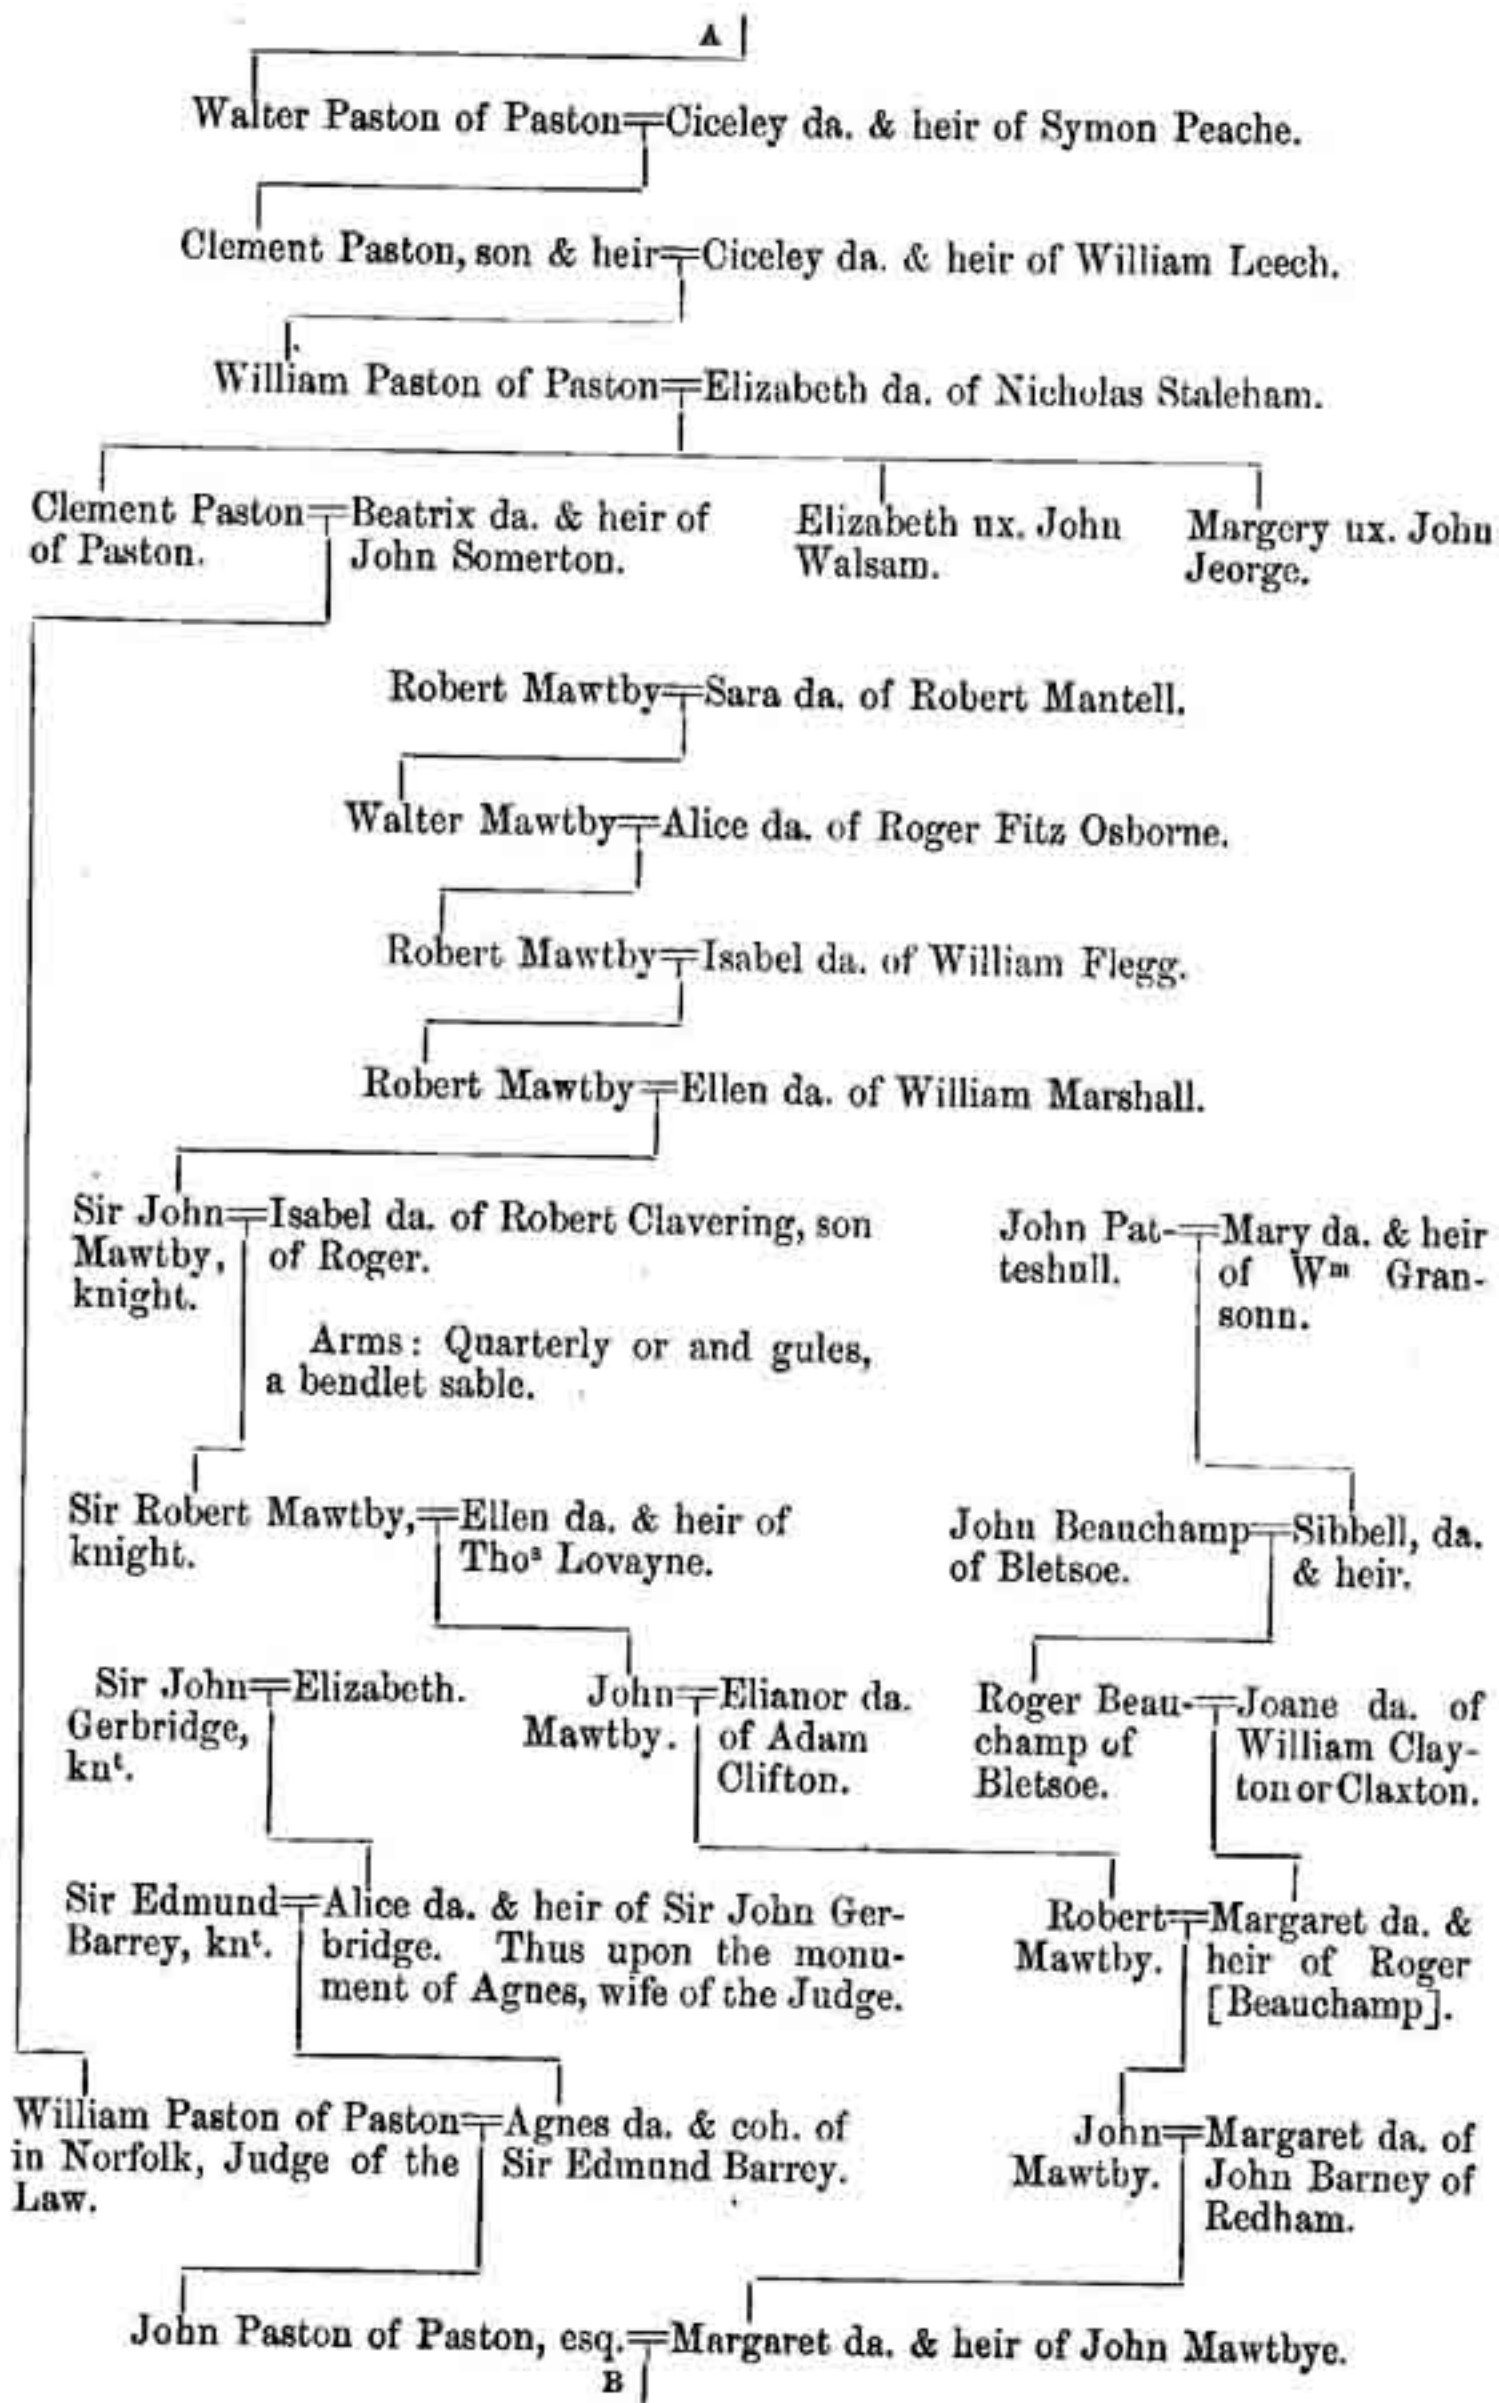 A
Walter Paston of Paston=Ciceley da. & heir of Symon Peache.
Clement Paston, son & heir=Ciceley da. & heir of William Leech.
William Paston of Paston=Elizabeth da. of Nicholas Staleham.
Clement Paston=Beatrix da. & heir of
of Paston. John Somerton.
Elizabeth ux. John
Walsam.
Margery ux. John
Jeorge.
Robert Mawtby=Sara da. of Robert Mantell.
Walter Mawtby=Alice da. of Roger Fitz Osborne.
Robert Mawtby=Isabel da. of William Flegg.
Robert Mawtby=Ellen da. of William Marshall.
Sir John=Isabel da. of Robert Clavering, son
Mawtby, of Roger.
knight.
Arms: Quarterly or and gules,
a bendlet sable.
John Pat-=Mary da. & heir
teshull. of Wᵐ Gran-
sonn.
Sir Robert Mawtby,=Ellen da. & heir of
knight. Thoˢ Lovayne.
John Beauchamp=Sibbell, da.
of Bletsoe. & heir.
Sir John=Elizabeth.
Gerbridge,
knᵗ.
John=Elianor da.
Mawtby. of Adam
Clifton.
Roger Beau-=Joane da. of
champ of William Clay-
Bletsoe. ton or Claxton.
Sir Edmund=Alice da. & heir of Sir John Ger-
Barrey, knᵗ. bridge. Thus upon the monu-
ment of Agnes, wife of the Judge.
Robert=Margaret da. &
Mawtby. heir of Roger
[Beauchamp].
William Paston of Paston=Agnes da. & coh. of
in Norfolk, Judge of the Sir Edmund Barrey.
Law.
John=Margaret da. of
Mawtby. John Barney of
Redham.
John Paston of Paston, esq.=Margaret da. & heir of John Mawtbye.
B